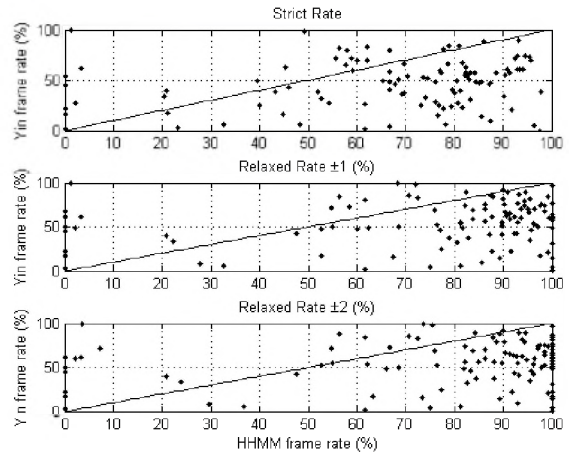 Strict Rate
100
50
0
Yin frame rate (%)
0 10 20 30 40 50 60 70 80 90 100
Relaxed Rate ±1 (%)
100
50
0
Yin frame rate (%)
0 10 20 30 40 50 60 70 80 90 100
Relaxed Rate ±2 (%)
100
50
0
Yin frame rate (%)
0 10 20 30 40 50 60 70 80 90 100
HHMM frame rate (%)